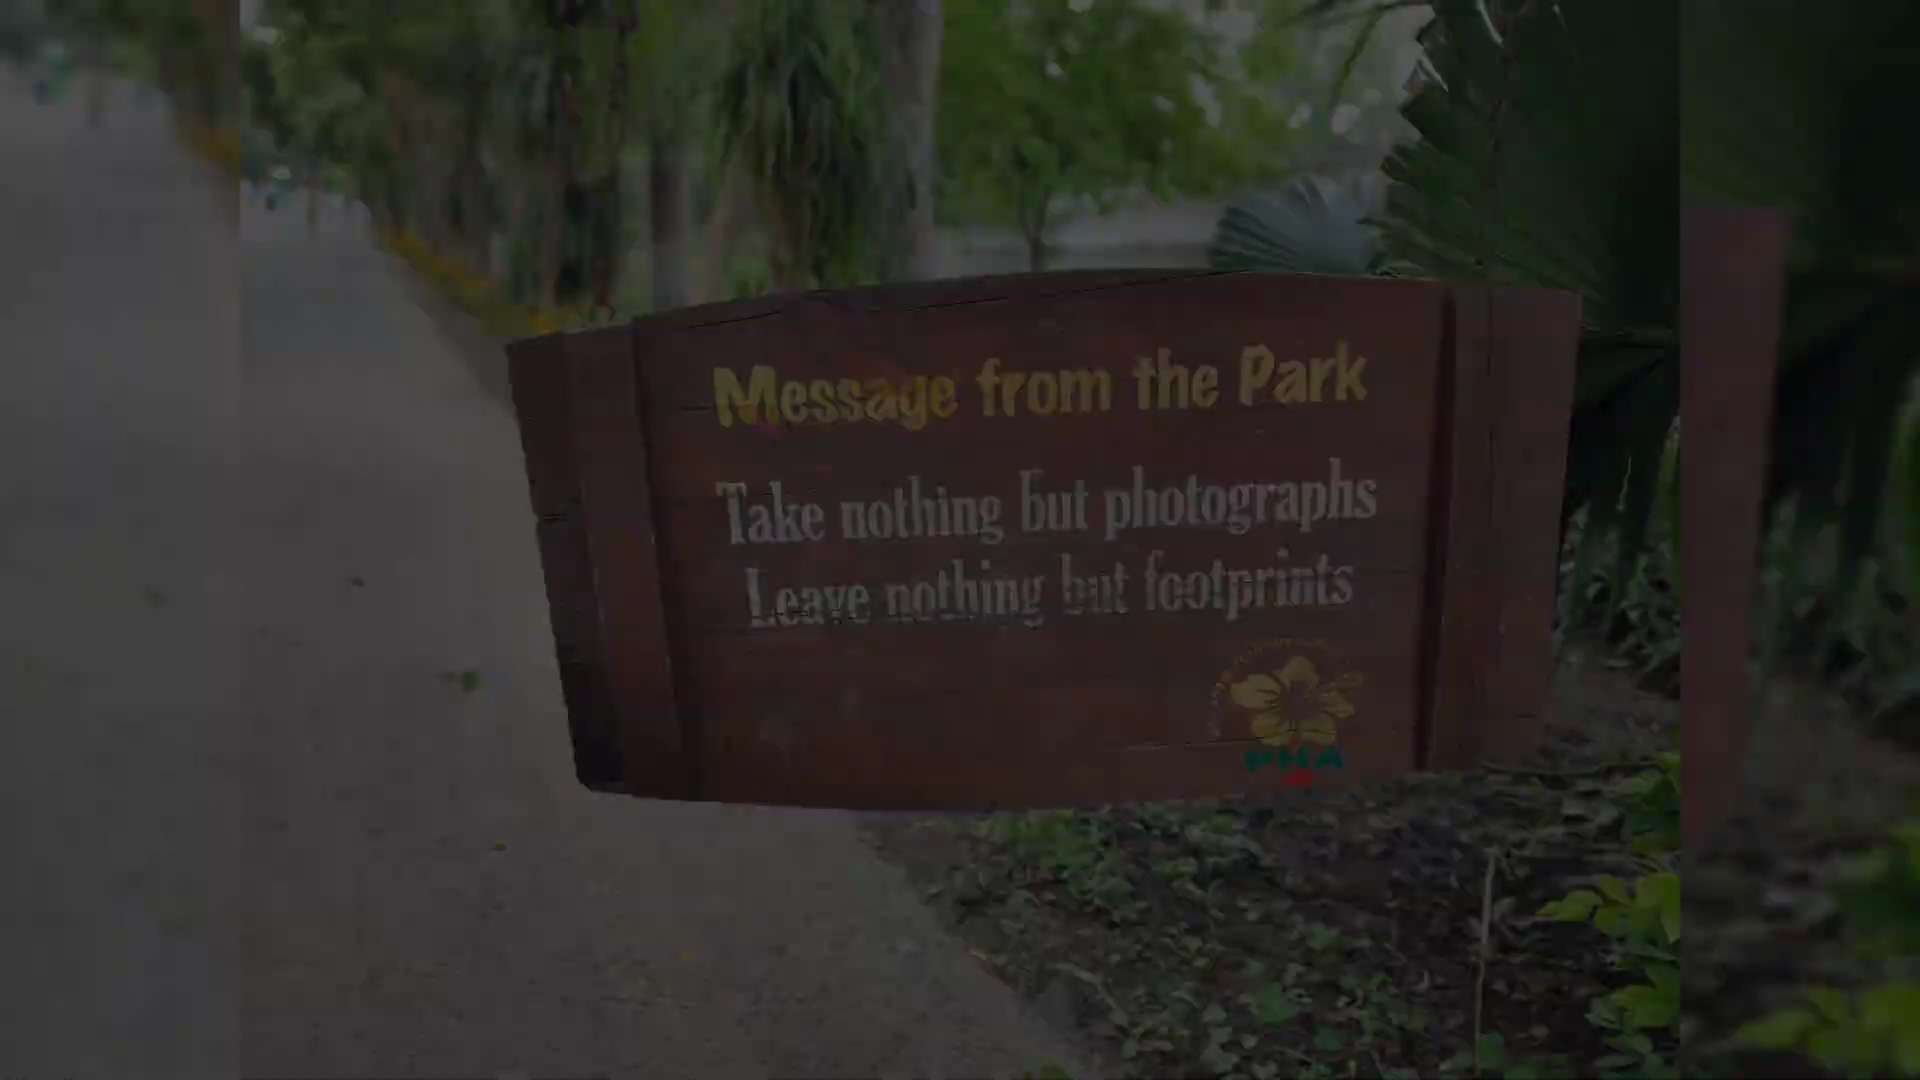 Message from the Park
Take nothing but photographs
Leave nothing but footprints
PHA